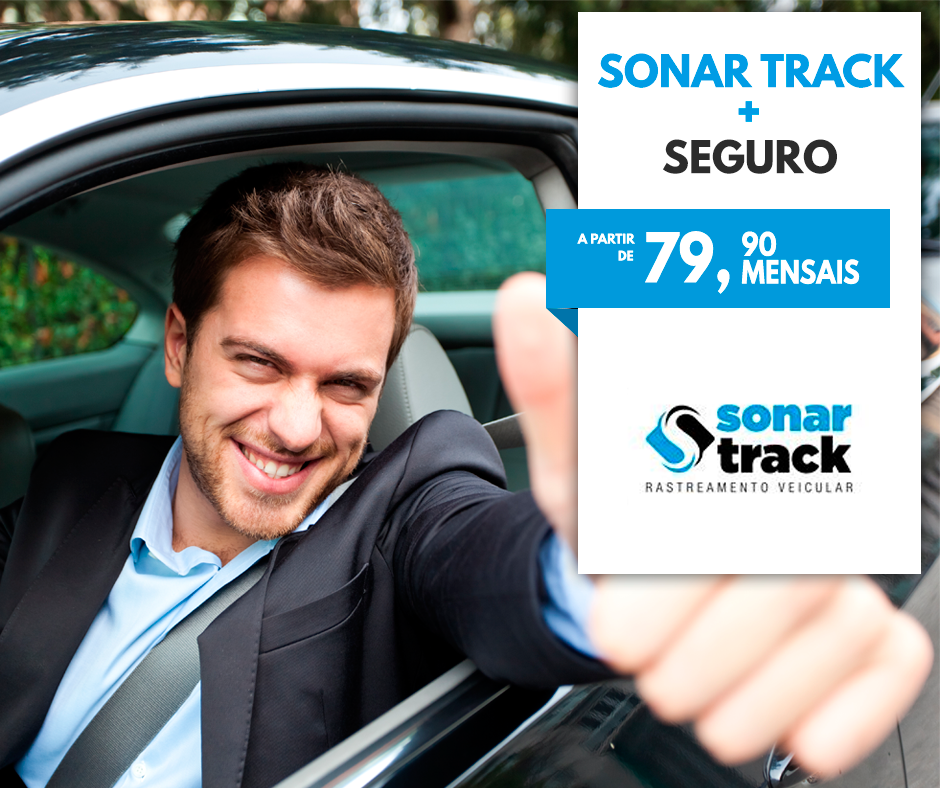 SONAR TRACK
+
SEGURO
A PARTIR
DE
79,90
MENSAIS
sonar
track
RASTREAMENTO VEICULAR